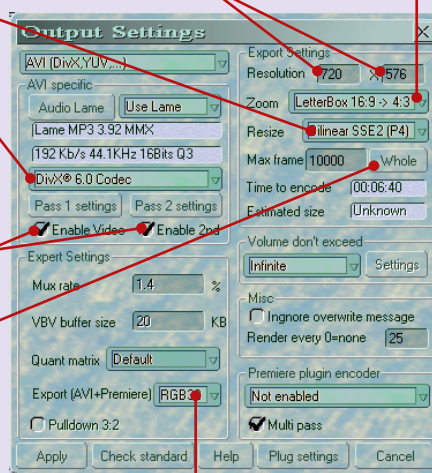 Output Settings
AVI (DivX,YUV,...)
AVI specific
Audio Lame
Use Lame
Lame MP3 3.92 MMX
192 Kb/s 44.1KHz 16Bits Q3
DivX® 6.0 Codec
Pass 1 settings
Pass 2 settings
Enable Video
Enable 2nd
Expert Settings
Mux rate
1.4
%
VBV buffer size
20
KB
Quant matrix
Default
Export (AVI+Premiere)
Pulldown 3:2
Export Settings
Resolution
720
X
576
Zoom
LetterBox 16:9 -> 4:3
Resize
Bilinear SSE2 (P4)
Max frame
10000
Whole
Time to encode
00:06:40
Estimated size
Unknown
Volume don't exceed
Infinite
Settings
Misc
Ingnore overwrite message
Render every 0=none
25
Premiere plugin encoder
Not enabled
Multi pass
Apply
Check standard
Help
Plug settings
Cancel